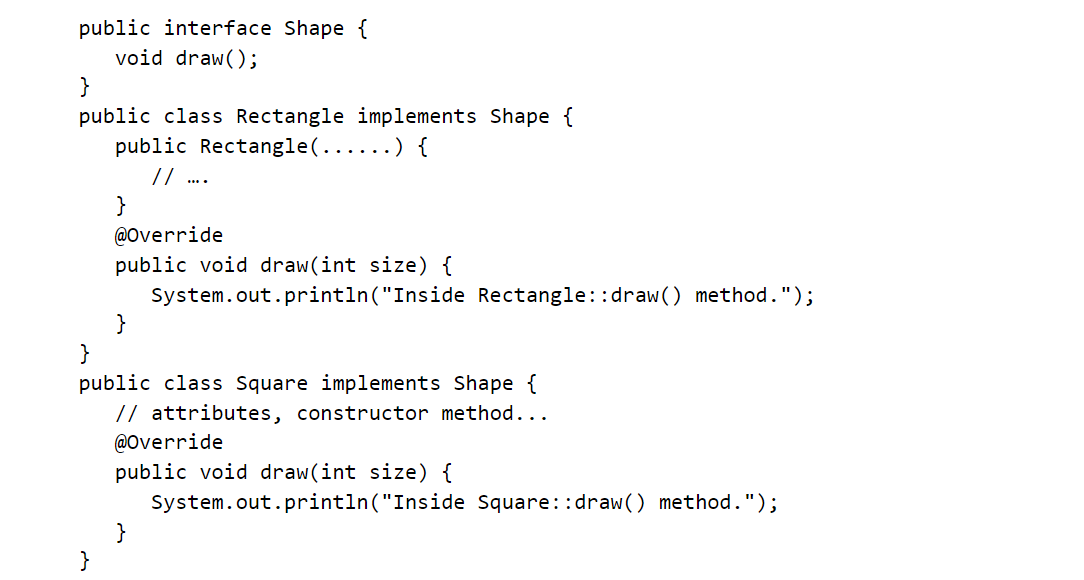 public interface Shape {
void draw();
}
public class Rectangle implements Shape {
public Rectangle(......) {
// ….
}
@Override
public void draw(int size) {
System.out.println("Inside Rectangle::draw() method.");
}
}
public class Square implements Shape {
// attributes, constructor method...
@Override
public void draw(int size) {
System.out.println("Inside Square::draw() method.");
}
}